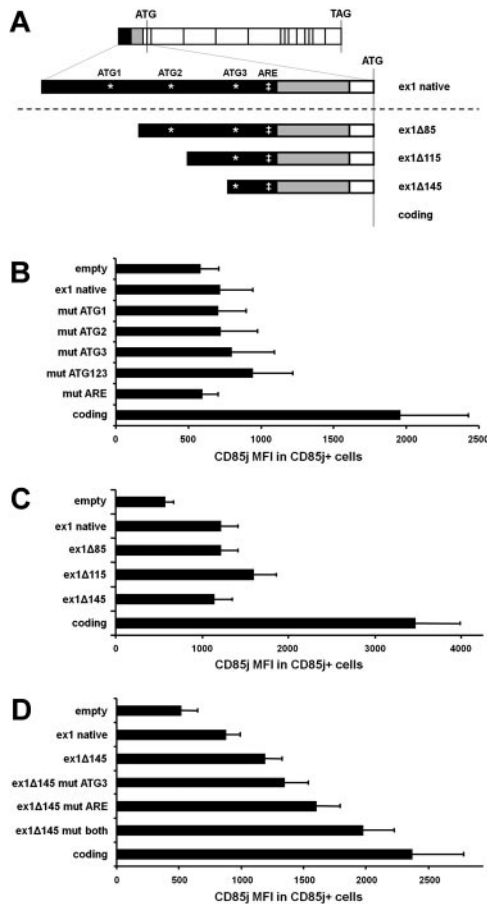 A
ATG TAG
ATG
ATG1 ATG2 ATG3 ARE
* * * ‡ ex1 native
* * ‡ ex1Δ85
* ‡ ex1Δ115
* ‡ ex1Δ145
coding
B
empty
ex1 native
mut ATG1
mut ATG2
mut ATG3
mut ATG123
mut ARE
coding
0 500 1000 1500 2000 2500
CD85j MFI in CD85j+ cells
C
empty
ex1 native
ex1Δ85
ex1Δ115
ex1Δ145
coding
0 1000 2000 3000 4000
CD85j MFI in CD85j+ cells
D
empty
ex1 native
ex1Δ145
ex1Δ145 mut ATG3
ex1Δ145 mut ARE
ex1Δ145 mut both
coding
0 500 1000 1500 2000 2500
CD85j MFI in CD85j+ cells